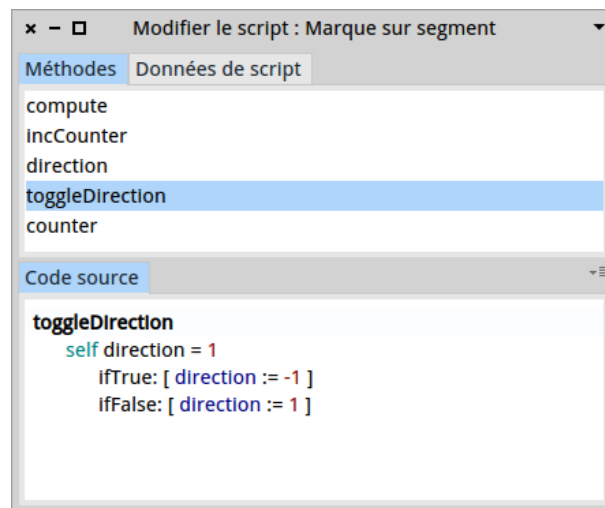 Modifier le script : Marque sur segment
Méthodes Données de script
compute
incCounter
direction
toggleDirection
counter
Code source
toggleDirection
self direction = 1
ifTrue: [ direction := -1 ]
ifFalse: [ direction := 1 ]